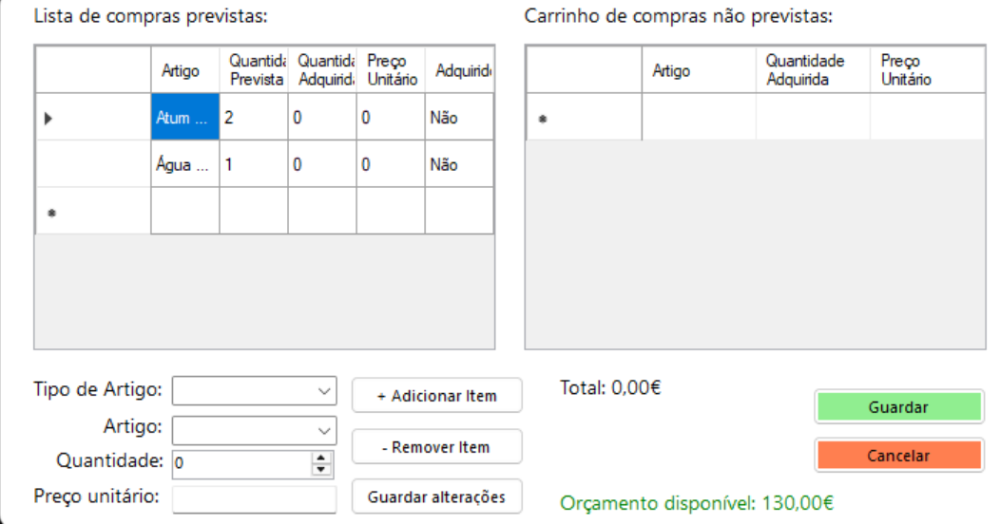 Lista de compras previstas:
Carrinho de compras não previstas:
Artigo
Quantida
Prevista
Quantida
Adquirida
Preço
Unitário
Adquirido
Atum ...
2
0
0
Não
Água ...
1
0
0
Não
Artigo
Quantidade
Adquirida
Preço
Unitário
Tipo de Artigo:
+ Adicionar Item
Artigo:
- Remover Item
Quantidade:
0
Preço unitário:
Guardar alterações
Total: 0,00€
Guardar
Cancelar
Orçamento disponível: 130,00€